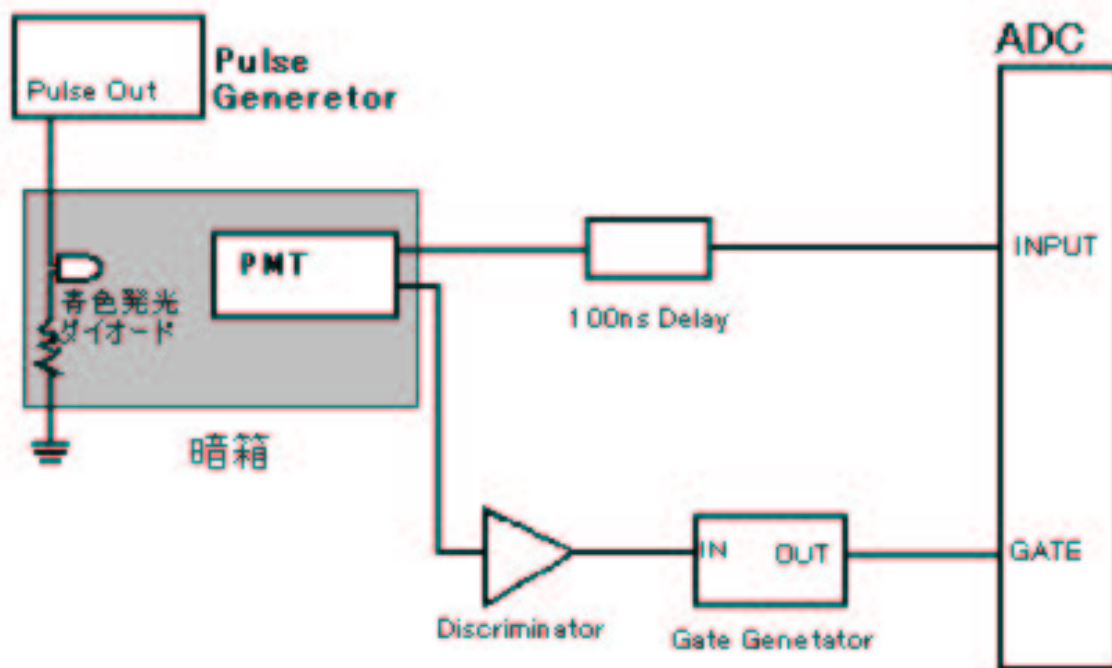 Pulse Out
Pulse
Generetor
ADC
PMT
INPUT
青色発光
ダイオード
100ns Delay
暗箱
IN
OUT
GATE
Discriminator
Gate Genetator